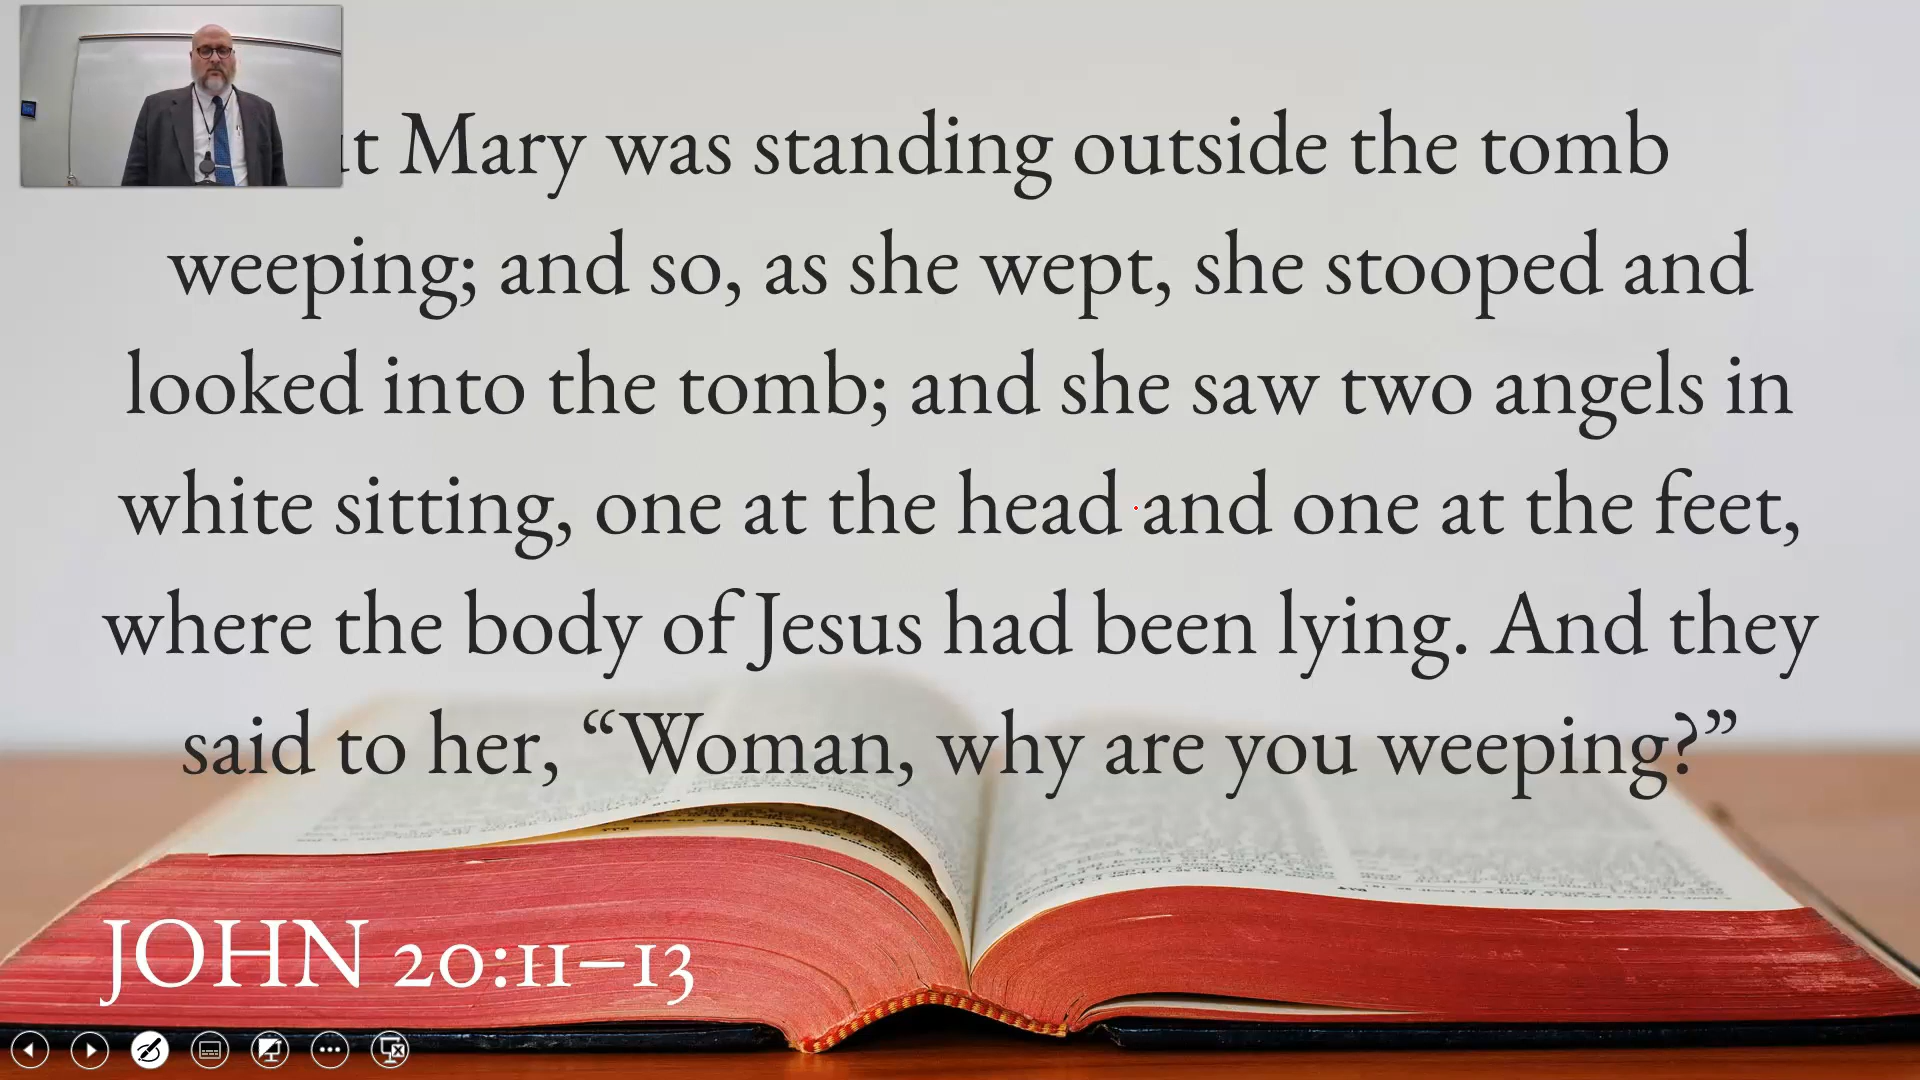 Mary was standing outside the tomb
weeping; and so, as she wept, she stooped and
looked into the tomb; and she saw two angels in
white sitting, one at the head and one at the feet,
where the body of Jesus had been lying. And they
said to her, “Woman, why are you weeping?”
JOHN 20:11–13